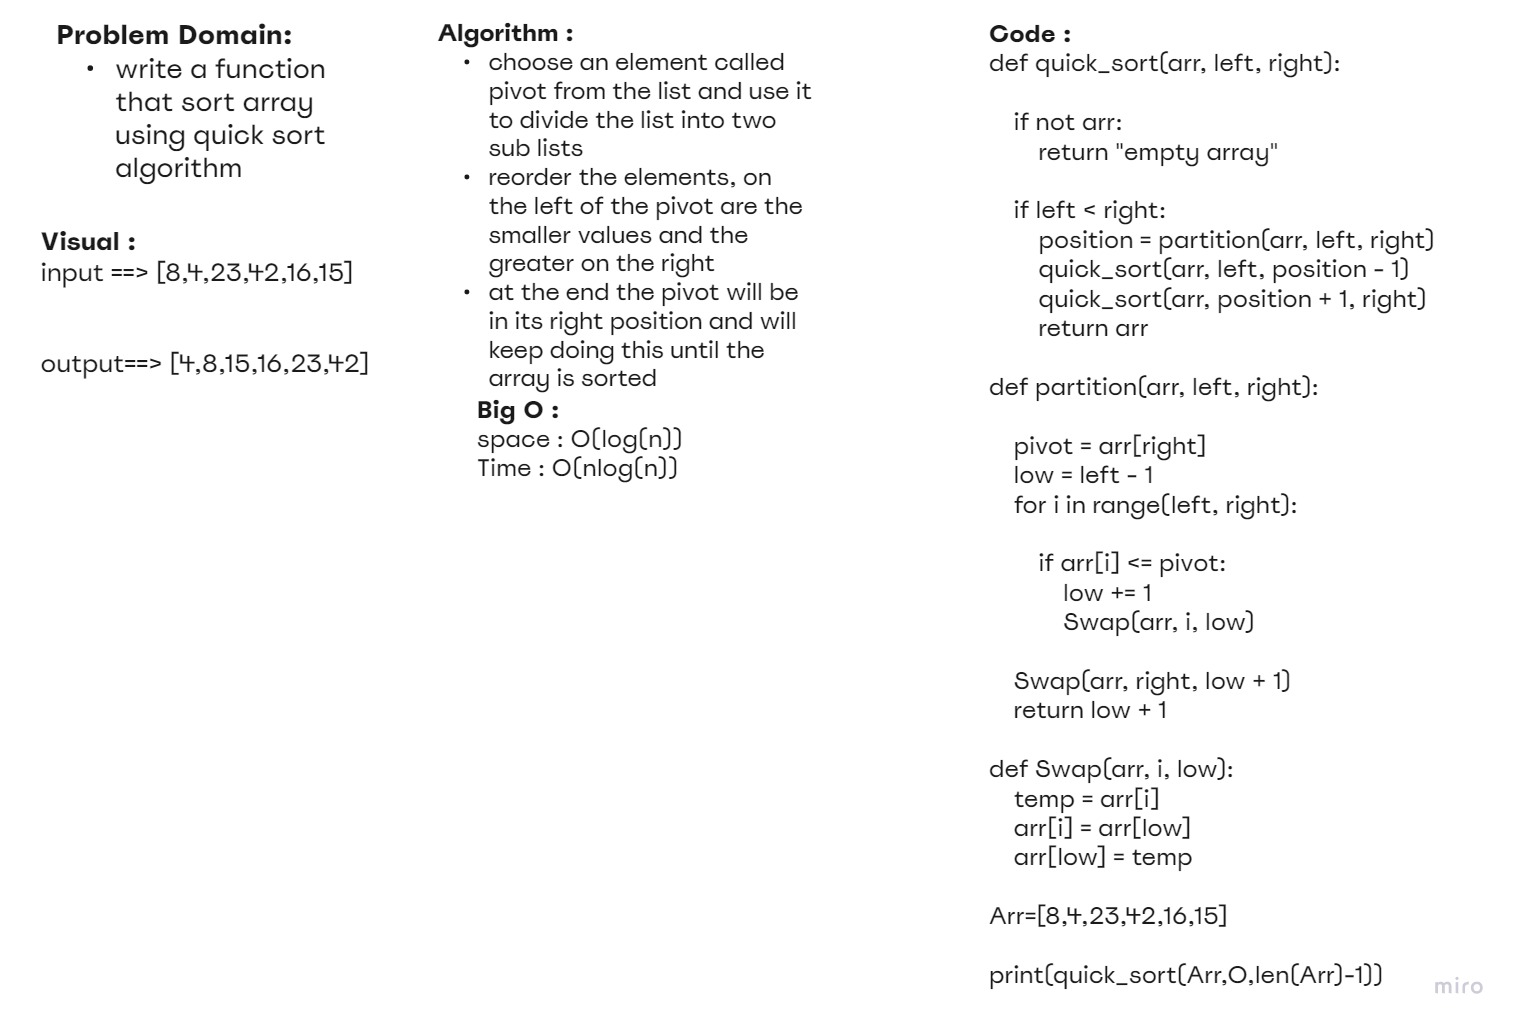 Problem Domain:
• write a function
that sort array
using quick sort
algorithm
Visual :
input ==> [8,4,23,42,16,15]
output==> [4,8,15,16,23,42]
Algorithm :
• choose an element called
pivot from the list and use it
to divide the list into two
sub lists
• reorder the elements, on
the left of the pivot are the
smaller values and the
greater on the right
• at the end the pivot will be
in its right position and will
keep doing this until the
array is sorted
Big O :
space : O(log(n))
Time : O(nlog(n))
Code :
def quick_sort(arr, left, right):
    if not arr:
        return "empty array"
    if left < right:
        position = partition(arr, left, right)
        quick_sort(arr, left, position - 1)
        quick_sort(arr, position + 1, right)
        return arr
def partition(arr, left, right):
    pivot = arr[right]
    low = left - 1
    for i in range(left, right):
        if arr[i] <= pivot:
            low += 1
            Swap(arr, i, low)
    Swap(arr, right, low + 1)
    return low + 1
def Swap(arr, i, low):
    temp = arr[i]
    arr[i] = arr[low]
    arr[low] = temp
Arr=[8,4,23,42,16,15]
print(quick_sort(Arr,0,len(Arr)-1))
miro